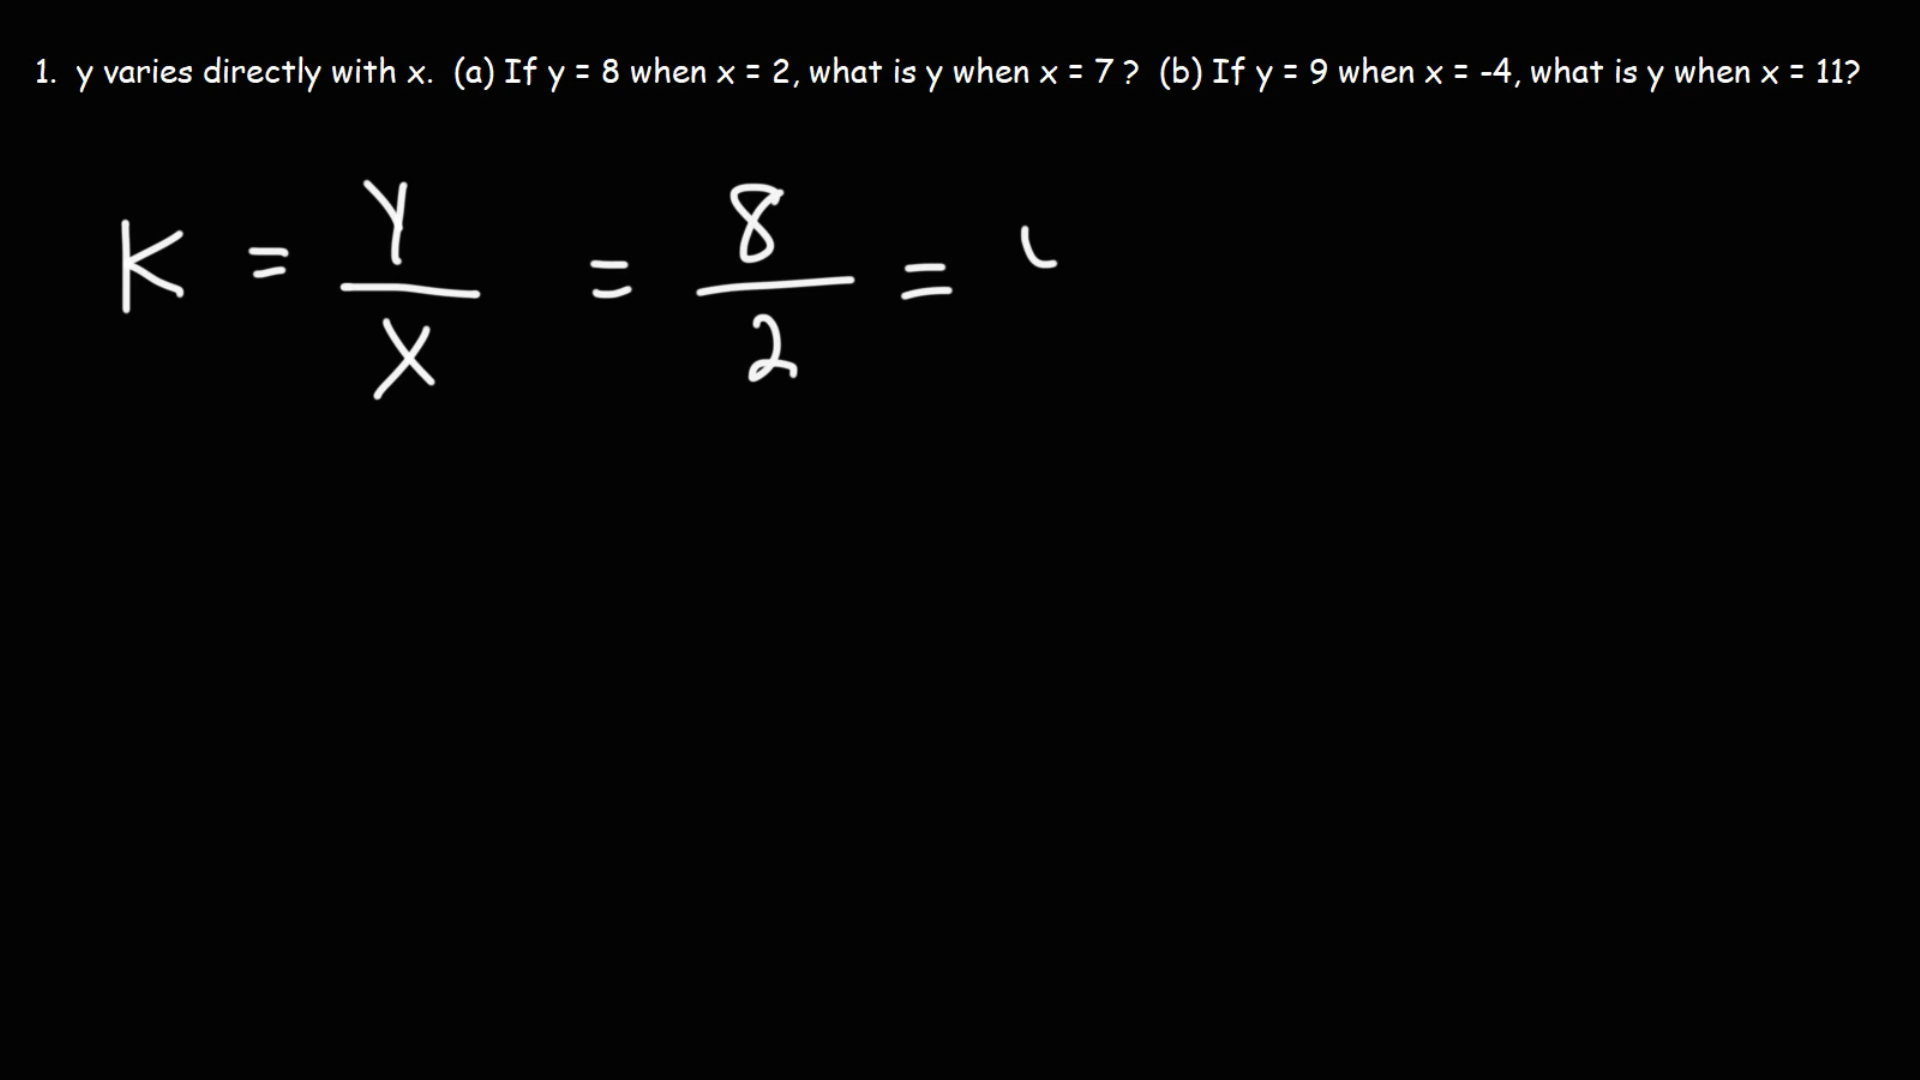 1. y varies directly with x. (a) If y = 8 when x = 2, what is y when x = 7 ? (b) If y = 9 when x = -4, what is y when x = 11?
K = y/x = 8/2 =